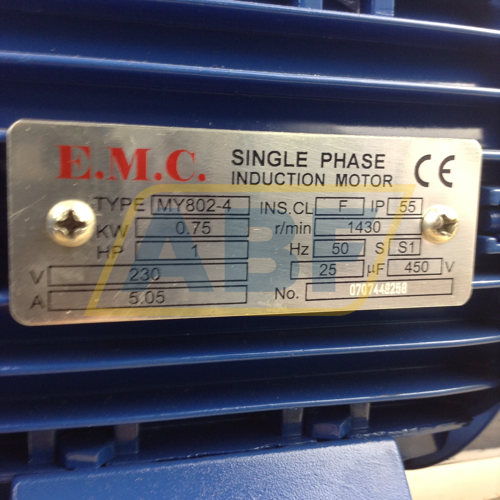 E.M.C. SINGLE PHASE INDUCTION MOTOR CE
TYPE MY802-4 INS.CL F IP 55
KW 0.75 r/min 1430
HP 1 Hz 50 S S1
V 230 25 µF 450 V
A 5.05 No. 0707449258
ABF